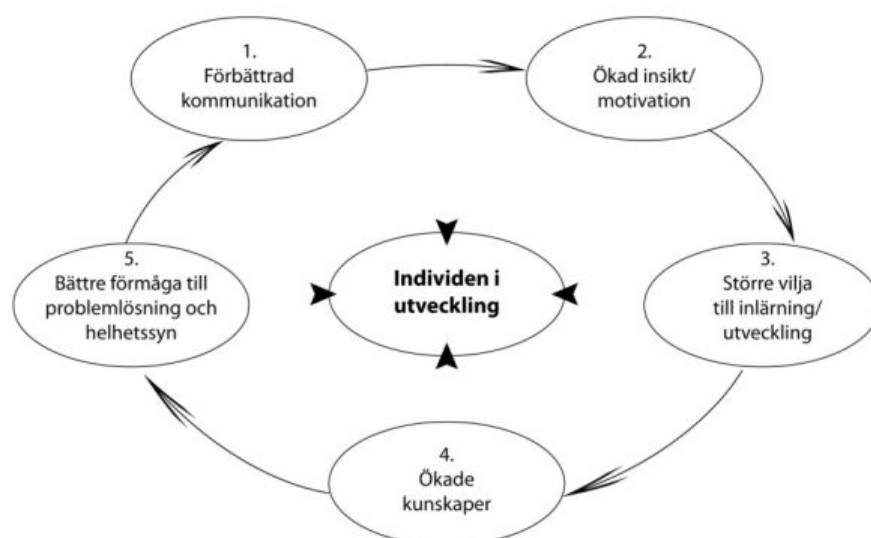 1.
Förbättrad
kommunikation
2.
Ökad insikt/
motivation
3.
Större vilja
till inlärning/
utveckling
4.
Ökade
kunskaper
5.
Bättre förmåga till
problemlösning och
helhetssyn
Individen i
utveckling